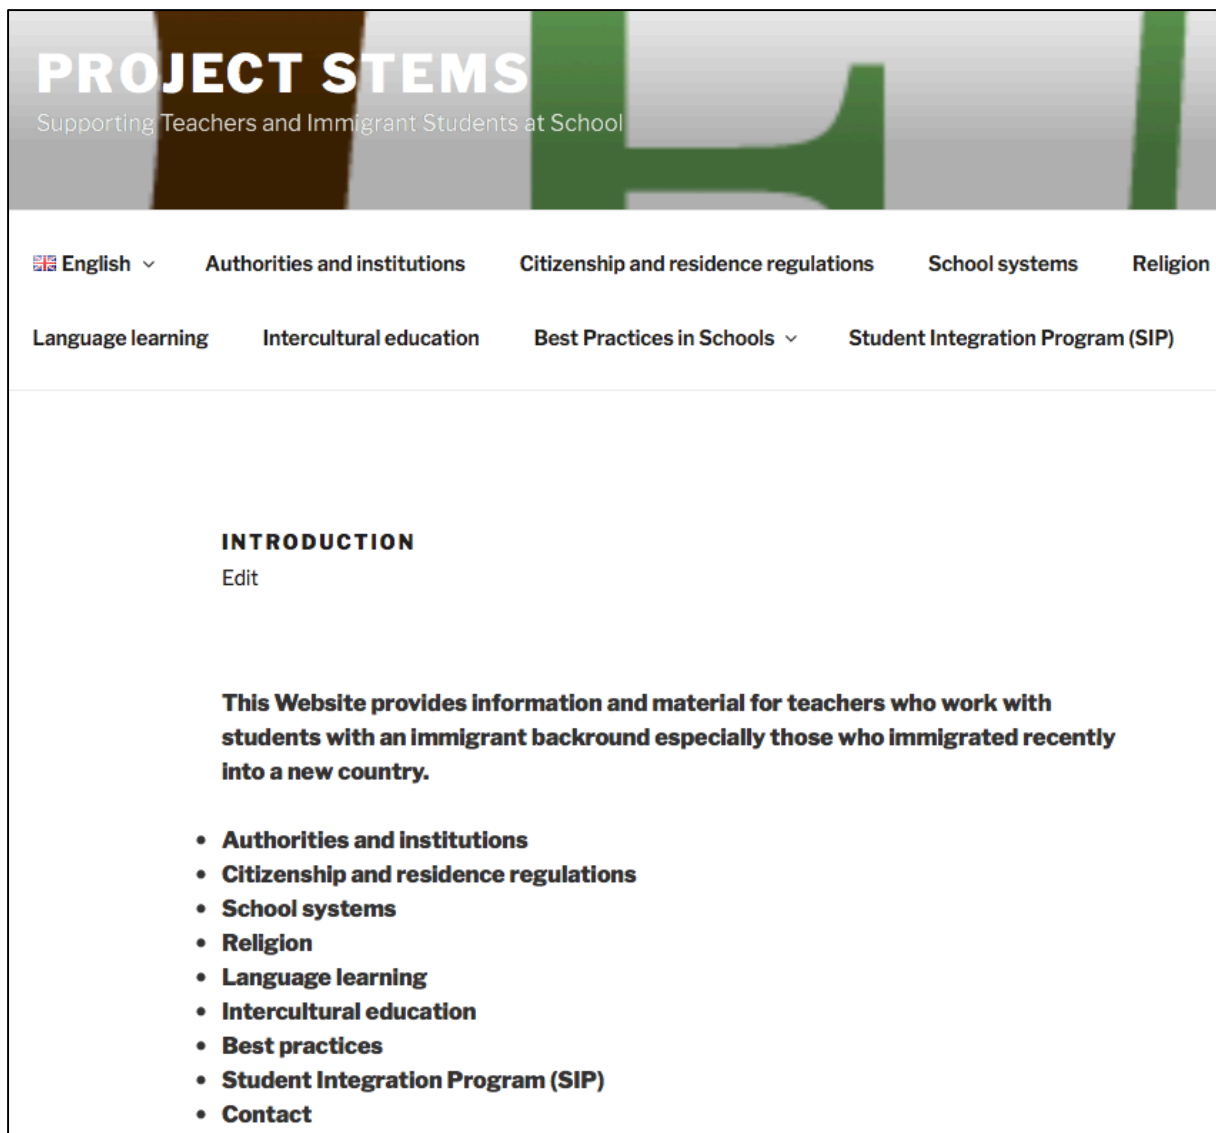 PROJECT STEMS
Supporting Teachers and Immigrant Students at School
English
Authorities and institutions
Citizenship and residence regulations
School systems
Religion
Language learning
Intercultural education
Best Practices in Schools
Student Integration Program (SIP)
INTRODUCTION
Edit
This Website provides information and material for teachers who work with
students with an immigrant backround especially those who immigrated recently
into a new country.
Authorities and institutions
Citizenship and residence regulations
School systems
Religion
Language learning
Intercultural education
Best practices
Student Integration Program (SIP)
Contact